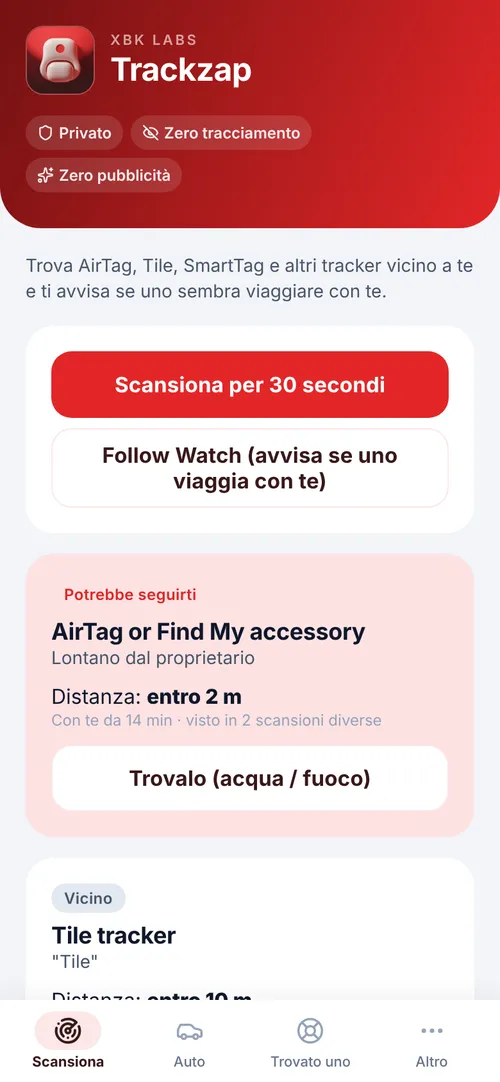 XBK LABS
Trackzap
Privato
Zero tracciamento
Zero pubblicità
Trova AirTag, Tile, SmartTag e altri tracker vicino a te
e ti avvisa se uno sembra viaggiare con te.
Scansiona per 30 secondi
Follow Watch (avvisa se uno
viaggia con te)
Potrebbe seguirti
AirTag or Find My accessory
Lontano dal proprietario
Distanza: entro 2 m
Con te da 14 min · visto in 2 scansioni diverse
Trovalo (acqua / fuoco)
Vicino
Tile tracker
"Tile"
Distanza: entro 10 m
Scansiona
Auto
Trovato uno
Altro